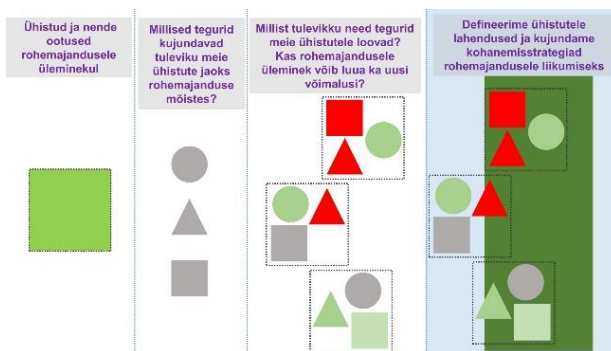 Ühistud ja nende
ootused
rohemajandusele
üleminekul
Millised tegurid
kujundavad
tuleviku meie
ühistute jaoks
rohemajanduse
mõistes?
Millist tulevikku need tegurid
meie ühistutele loovad?
Kas rohemajandusele
üleminek võib luua ka uusi
võimalusi?
Defineerime ühistutele
lahendused ja kujundame
kohanemisstrateegiad
rohemajandusele liikumiseks